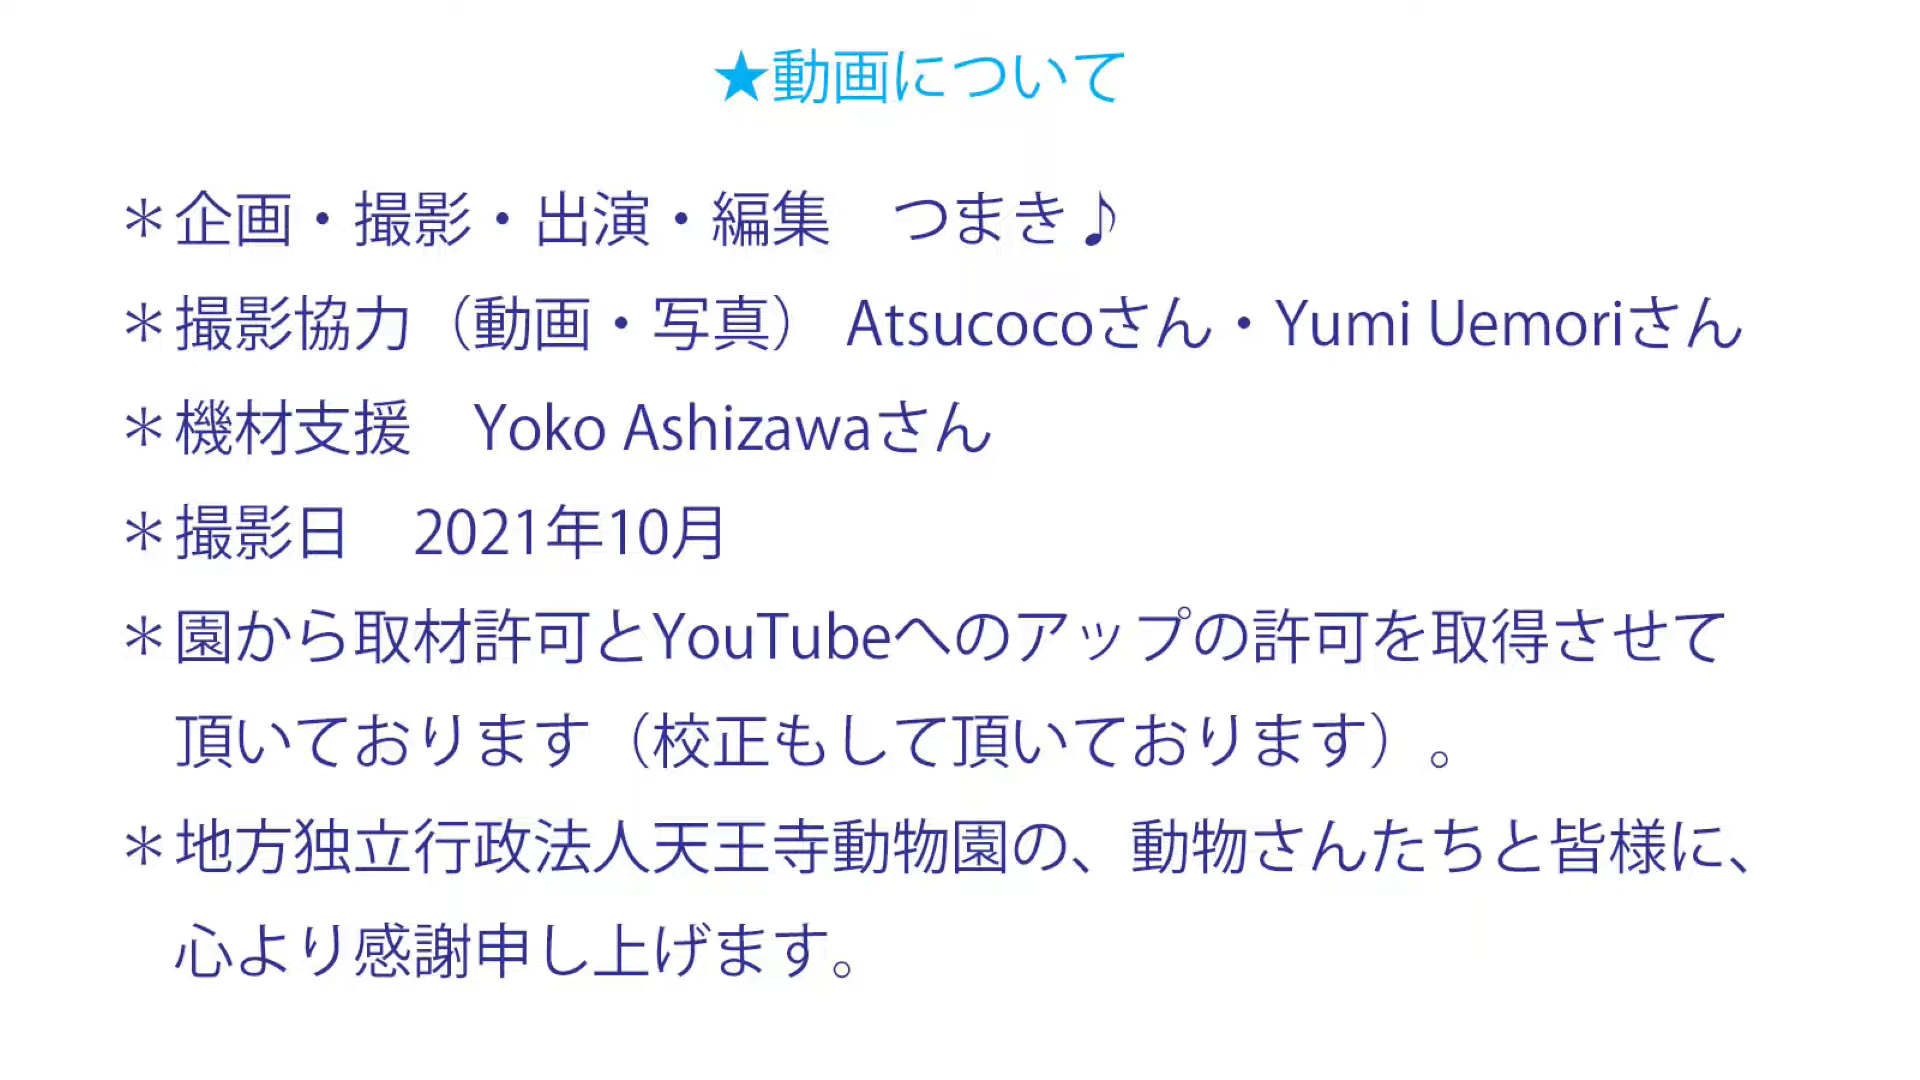 ★動画について
＊企画・撮影・出演・編集　つまき♪
＊撮影協力（動画・写真） Atsucocoさん・Yumi Uemoriさん
＊機材支援　Yoko Ashizawaさん
＊撮影日　2021年10月
＊園から取材許可とYouTubeへのアップの許可を取得させて
頂いております（校正もして頂いております）。
＊地方独立行政法人天王寺動物園の、動物さんたちと皆様に、
心より感謝申し上げます。